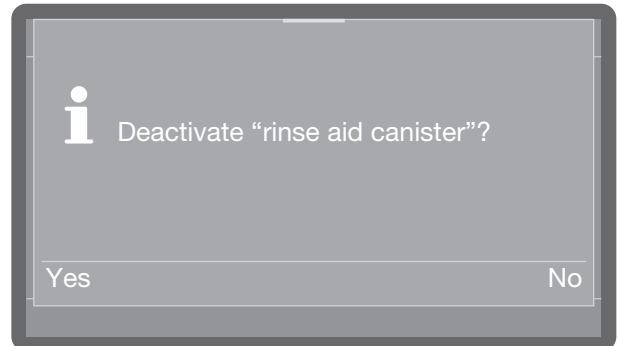 Deactivate “rinse aid canister”?
Yes No